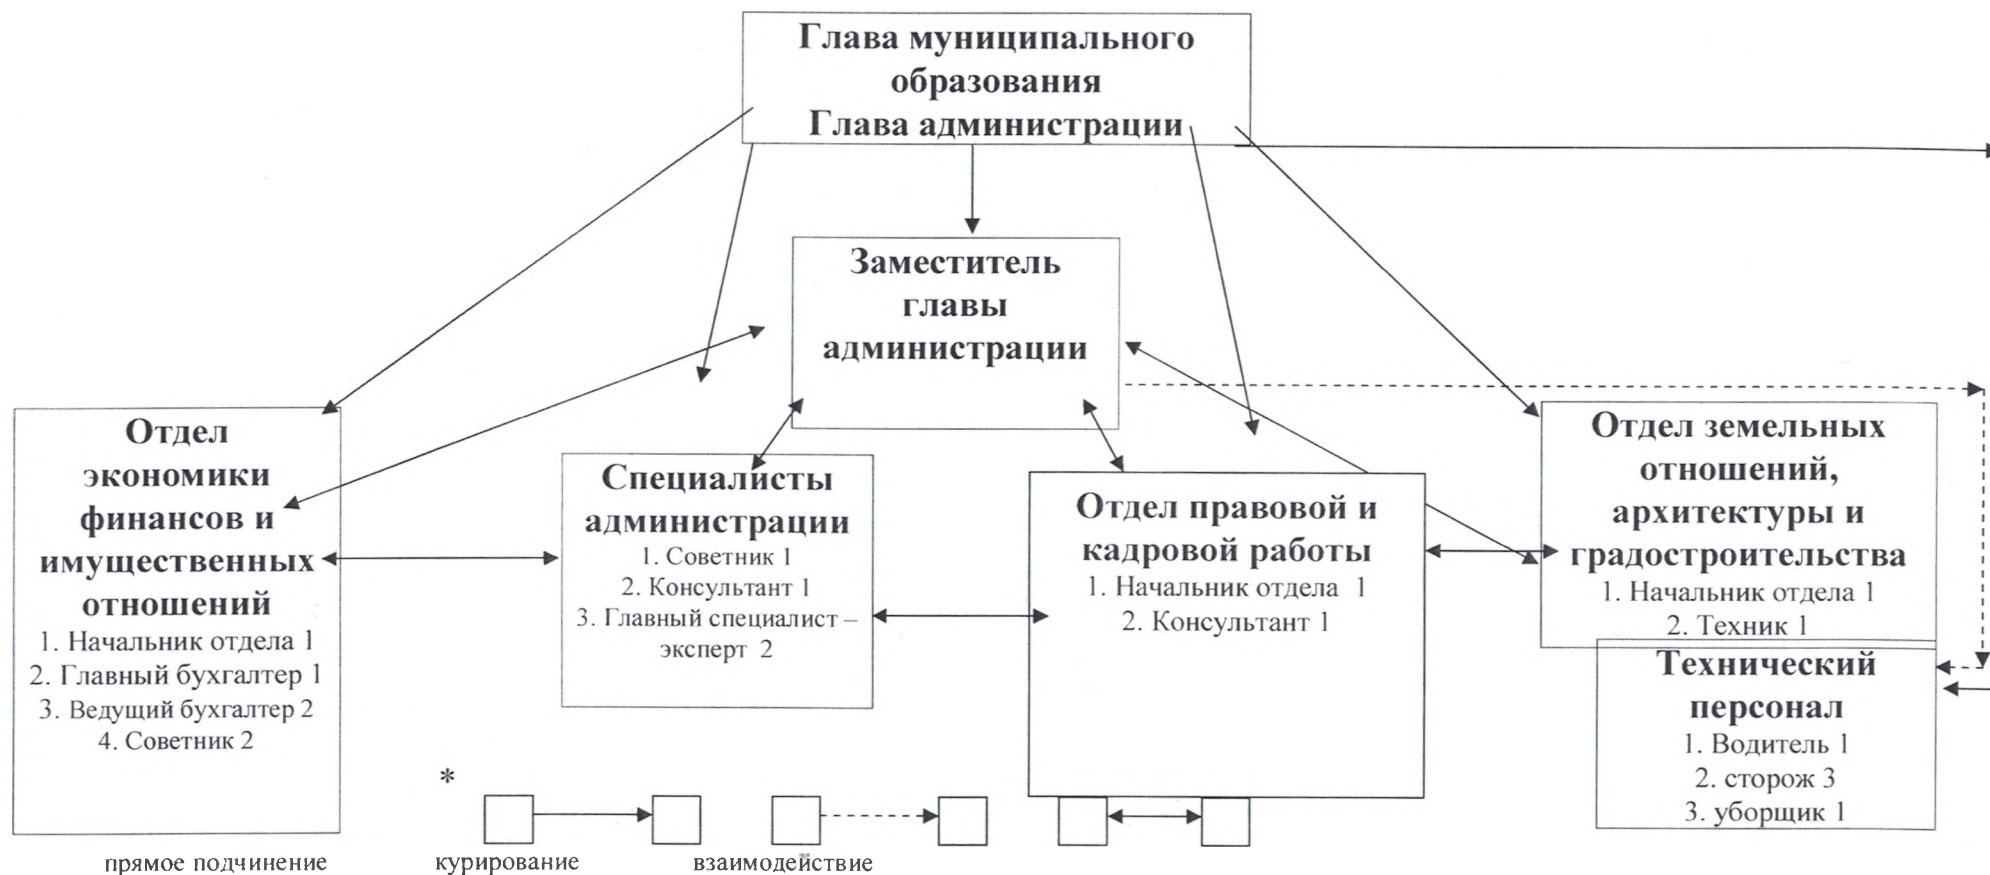 Глава муниципального
образования
Глава администрации
Заместитель
главы
администрации
Отдел
экономики
финансов и
имущественных
отношений
1. Начальник отдела 1
2. Главный бухгалтер 1
3. Ведущий бухгалтер 2
4. Советник 2
Специалисты
администрации
1. Советник 1
2. Консультант 1
3. Главный специалист –
эксперт 2
Отдел правовой и
кадровой работы
1. Начальник отдела 1
2. Консультант 1
Отдел земельных
отношений,
архитектуры и
градостроительства
1. Начальник отдела 1
2. Техник 1
Технический
персонал
1. Водитель 1
2. сторож 3
3. уборщик 1
*
прямое подчинение курирование взаимодействие